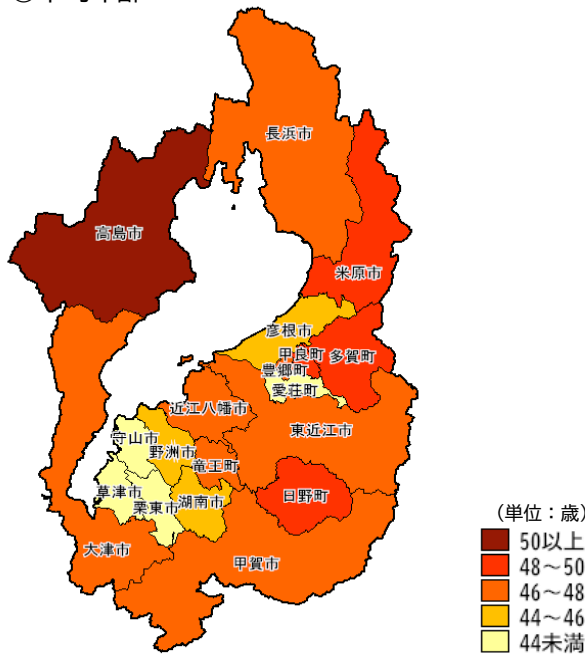 長浜市
高島市
米原市
彦根市
甲良町
多賀町
豊郷町
愛荘町
近江八幡市
東近江市
守山市
野洲市
竜王町
草津市
湖南市
日野町
栗東市
大津市
甲賀市
(単位：歳)
50以上
48～50
46～48
44～46
44未満